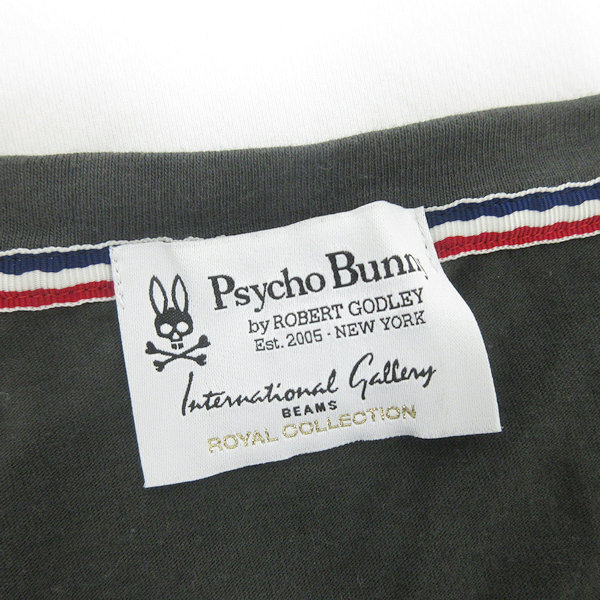 Psycho Bunny
by ROBERT GODLEY
Est. 2005 · NEW YORK
International Gallery
BEAMS
ROYAL COLLECTION